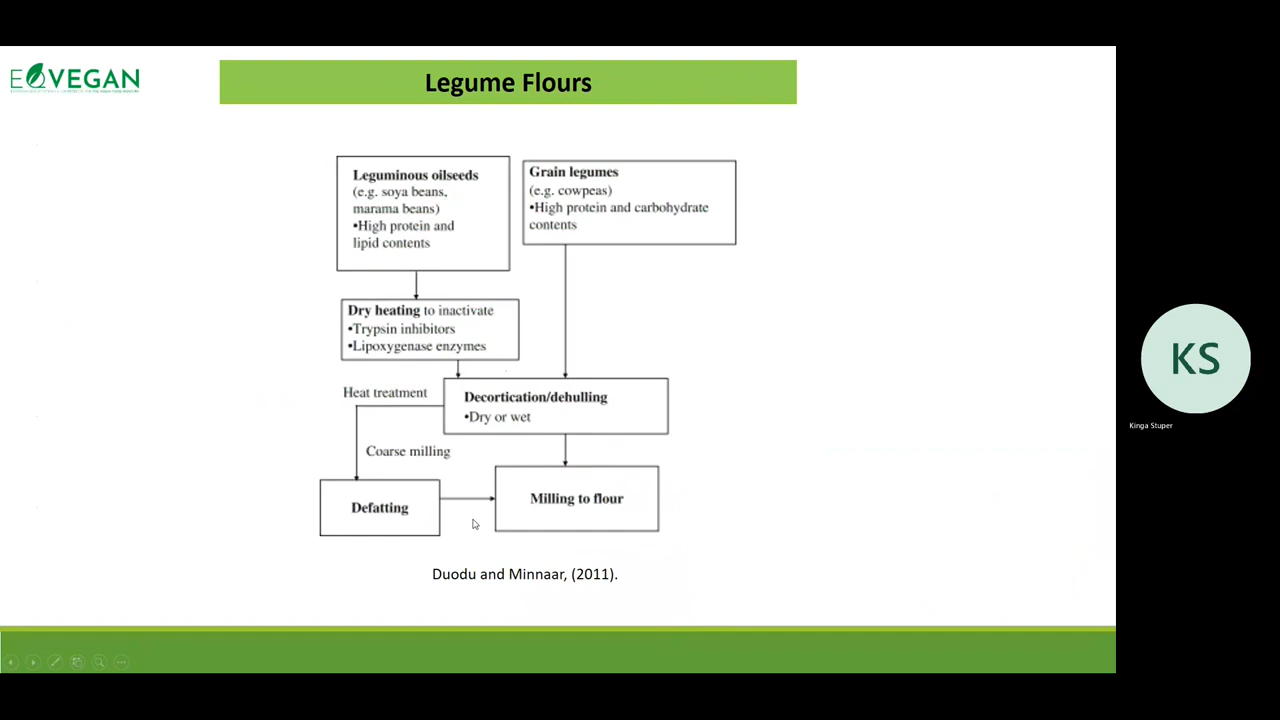 EQVEGAN
Legume Flours
Leguminous oilseeds
(e.g. soya beans,
marama beans)
•High protein and
lipid contents
Grain legumes
(e.g. cowpeas)
•High protein and carbohydrate
contents
Dry heating to inactivate
•Trypsin inhibitors
•Lipoxygenase enzymes
Heat treatment
Decortication/dehulling
•Dry or wet
Coarse milling
Defatting
Milling to flour
Duodu and Minnaar, (2011).
KS
Kinga Stuper